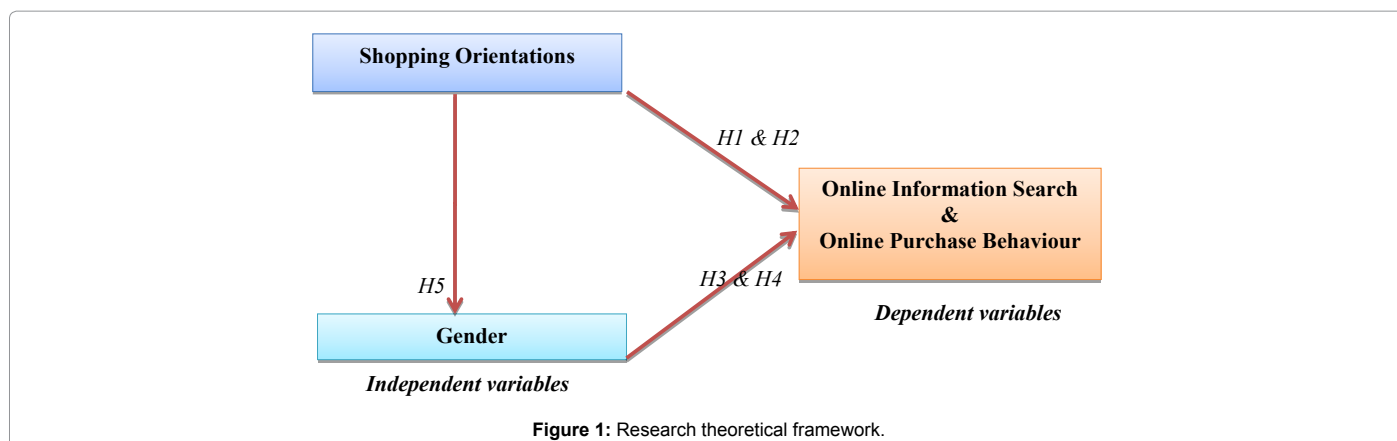 Shopping Orientations
H1 & H2
Online Information Search
&
Online Purchase Behaviour
H5
H3 & H4
Dependent variables
Gender
Independent variables
Figure 1: Research theoretical framework.